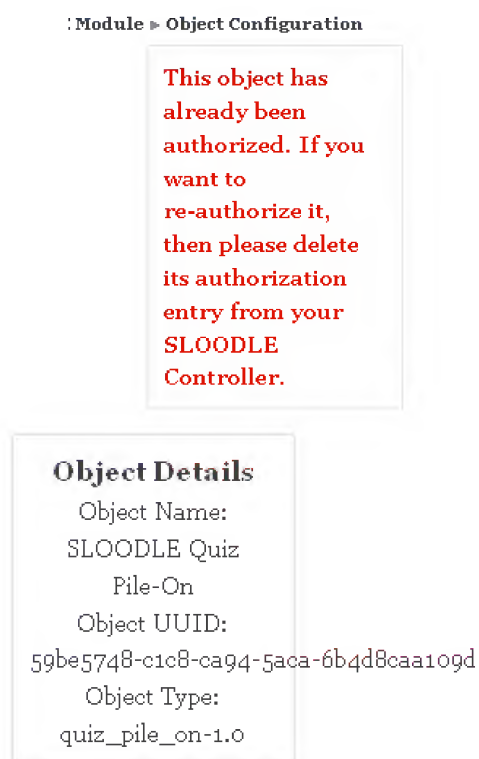 : Module ► Object Configuration
This object has
already been
authorized. If you
want to
re-authorize it,
then please delete
its authorization
entry from your
SLOODLE
Controller.
Object Details
Object Name:
SLOODLE Quiz
Pile-On
Object UUID:
59be5748-c1c8-ca94-5aca-6b4d8caa109d
Object Type:
quiz_pile_on-1.0